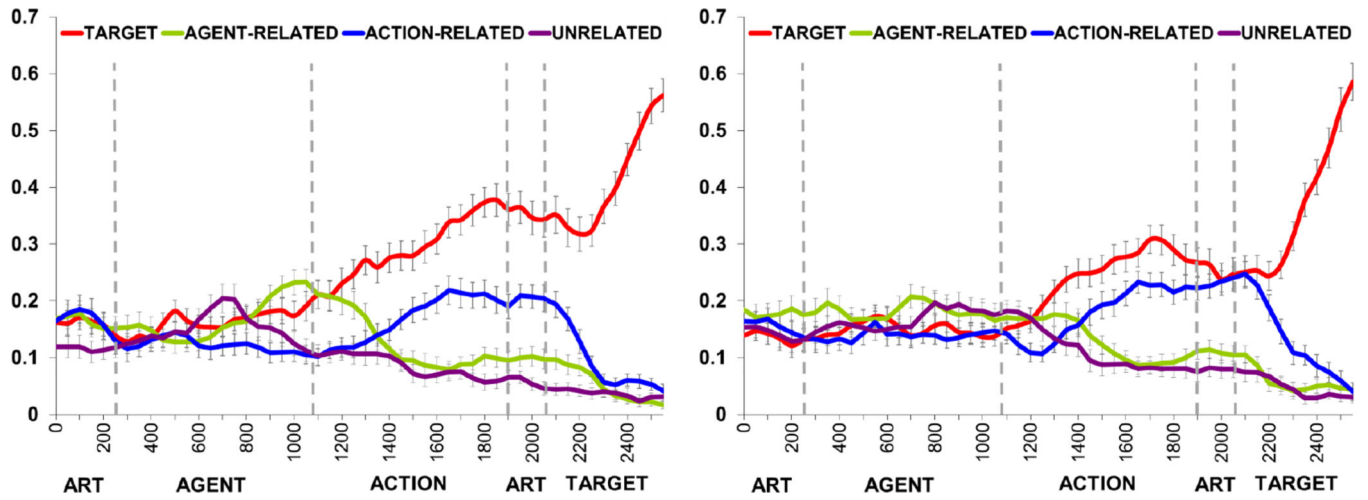 0.7
TARGET AGENT-RELATED ACTION-RELATED UNRELATED
0.6
0.5
0.4
0.3
0.2
0.1
0
0 200 400 600 800 1000 1200 1400 1600 1800 2000 2200 2400
ART AGENT ACTION ART TARGET
0.7
TARGET AGENT-RELATED ACTION-RELATED UNRELATED
0.6
0.5
0.4
0.3
0.2
0.1
0
0 200 400 600 800 1000 1200 1400 1600 1800 2000 2200 2400
ART AGENT ACTION ART TARGET